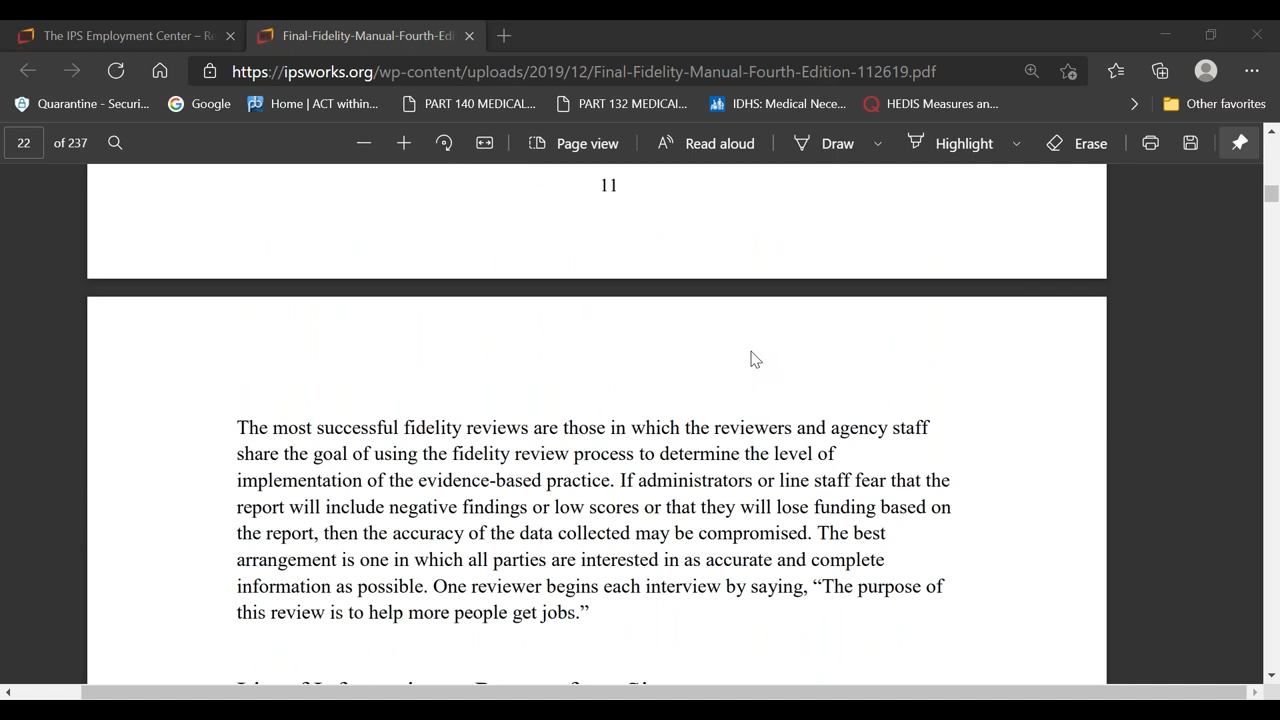 The IPS Employment Center – Re
Final-Fidelity-Manual-Fourth-Edi
https://ipsworks.org/wp-content/uploads/2019/12/Final-Fidelity-Manual-Fourth-Edition-112619.pdf
Quarantine - Securi...
Google
Home | ACT within...
PART 140 MEDICAL...
PART 132 MEDICAI...
IDHS: Medical Nece...
HEDIS Measures an...
Other favorites
22 of 237
Page view
Read aloud
Draw
Highlight
Erase
11
The most successful fidelity reviews are those in which the reviewers and agency staff
share the goal of using the fidelity review process to determine the level of
implementation of the evidence-based practice. If administrators or line staff fear that the
report will include negative findings or low scores or that they will lose funding based on
the report, then the accuracy of the data collected may be compromised. The best
arrangement is one in which all parties are interested in as accurate and complete
information as possible. One reviewer begins each interview by saying, “The purpose of
this review is to help more people get jobs.”